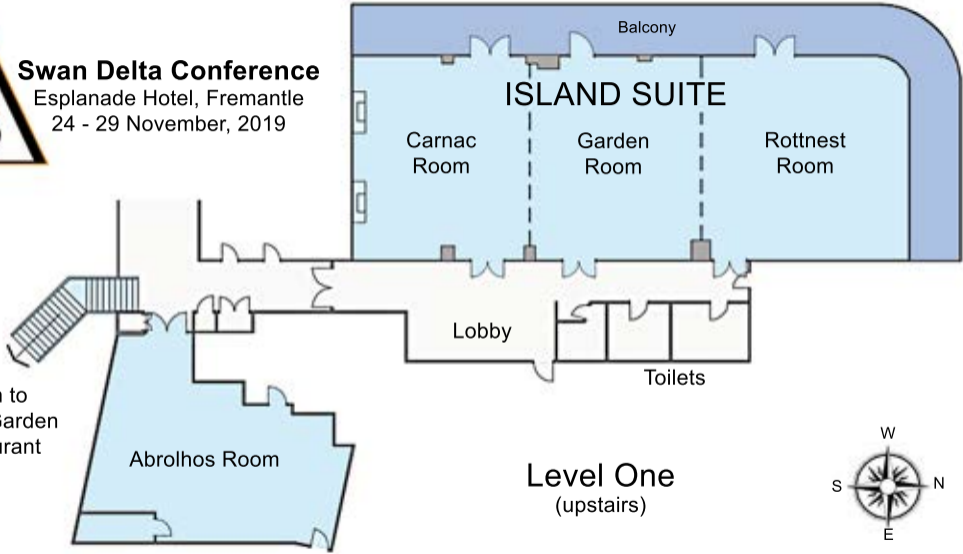 Swan Delta Conference
Esplanade Hotel, Fremantle
24 - 29 November, 2019
Balcony
ISLAND SUITE
Carnac
Room
Garden
Room
Rottnest
Room
Lobby
Toilets
to
Abrolhos Room
Level One
(upstairs)
W
S
N
E